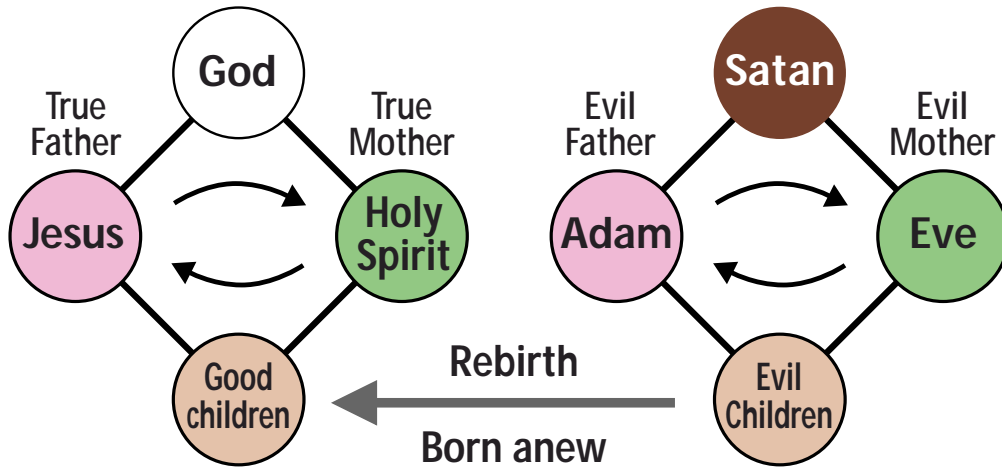 God
True
Father
True
Mother
Jesus
Holy
Spirit
Good
children
Satan
Evil
Father
Evil
Mother
Adam
Eve
Evil
Children
Rebirth
Born anew